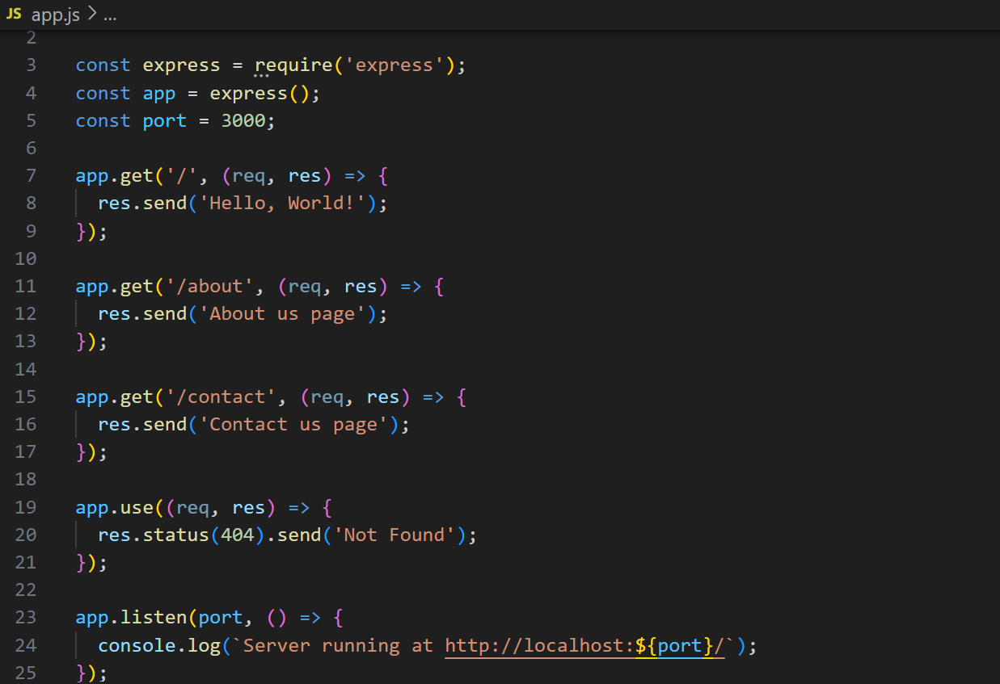 JS app.js > ...
2
3 const express = require('express');
4 const app = express();
5 const port = 3000;
6
7 app.get('/', (req, res) => {
8   res.send('Hello, World!');
9 });
10
11 app.get('/about', (req, res) => {
12   res.send('About us page');
13 });
14
15 app.get('/contact', (req, res) => {
16   res.send('Contact us page');
17 });
18
19 app.use((req, res) => {
20   res.status(404).send('Not Found');
21 });
22
23 app.listen(port, () => {
24   console.log(`Server running at http://localhost:${port}/`);
25 });